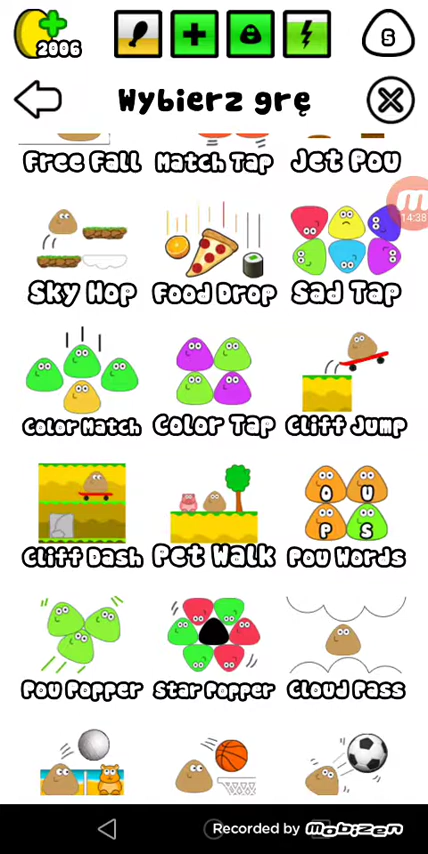 2006
5
Wybierz grę
Free Fall Match Tap Jet Pou
14:38
Sky Hop Food Drop Sad Tap
Color Match Color Tap Cliff Jump
O U
P S
Cliff Dash Pet Walk Pou Words
Pou Popper Star Popper Cloud Pass
Recorded by mobizen